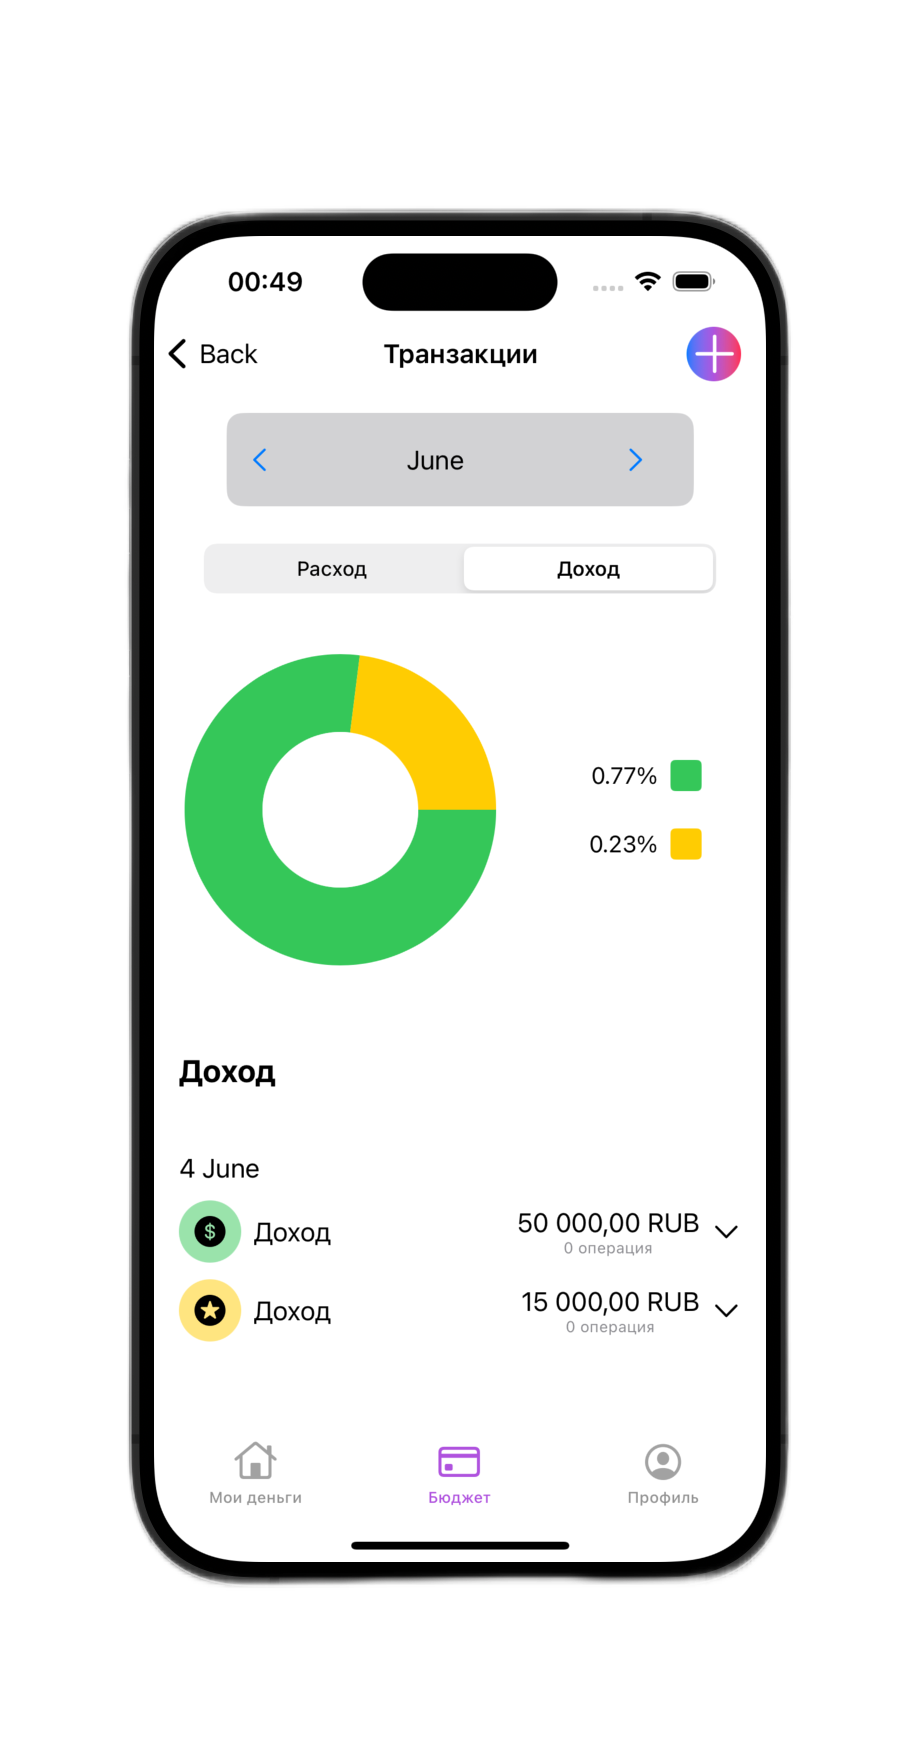 00:49
Back
Транзакции
June
Расход
Доход
0.77%
0.23%
Доход
4 June
$
Доход
50 000,00 RUB
0 операция
Доход
15 000,00 RUB
0 операция
Мои деньги
Бюджет
Профиль